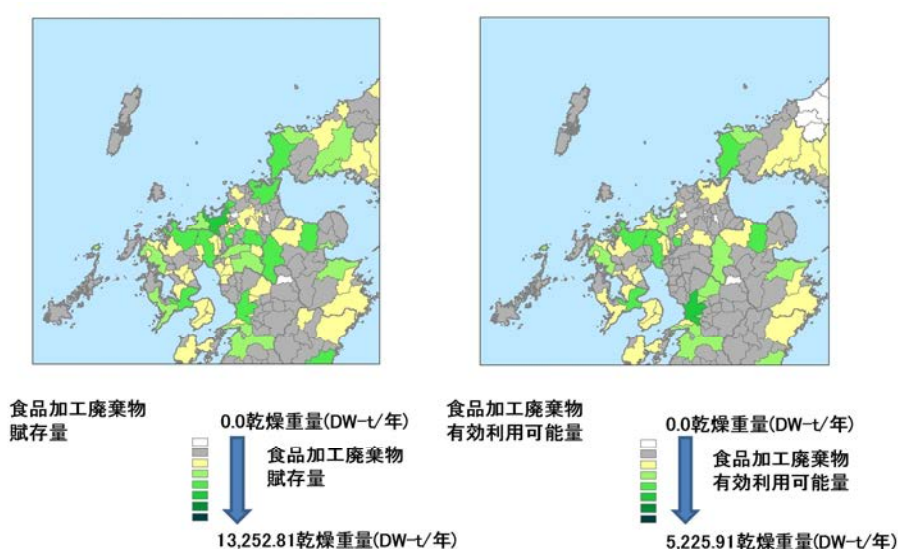 食品加工廃棄物
賦存量
0.0乾燥重量(DW-t/年)
食品加工廃棄物
賦存量
13,252.81乾燥重量(DW-t/年)
食品加工廃棄物
有効利用可能量
0.0乾燥重量(DW-t/年)
食品加工廃棄物
有効利用可能量
5,225.91乾燥重量(DW-t/年)